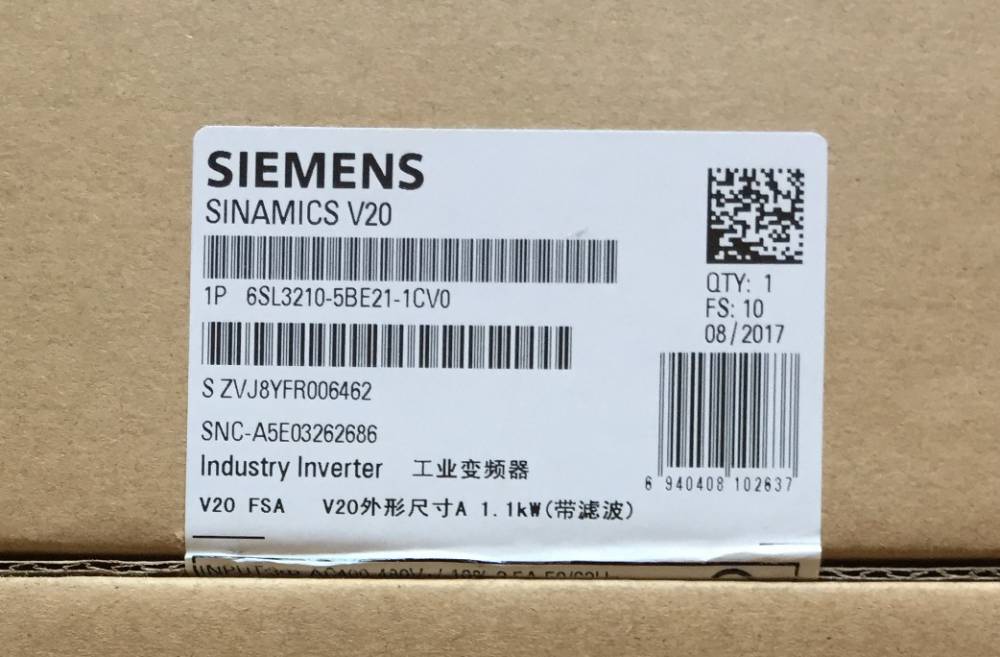 SIEMENS
SINAMICS V20
1P 6SL3210-5BE21-1CV0
S ZVJ8YFR006462
SNC-A5E03262686
Industry Inverter 工业变频器
V20 FSA V20外形尺寸A 1.1kW(带滤波)
QTY: 1
FS: 10
08/2017
6 940408 102637